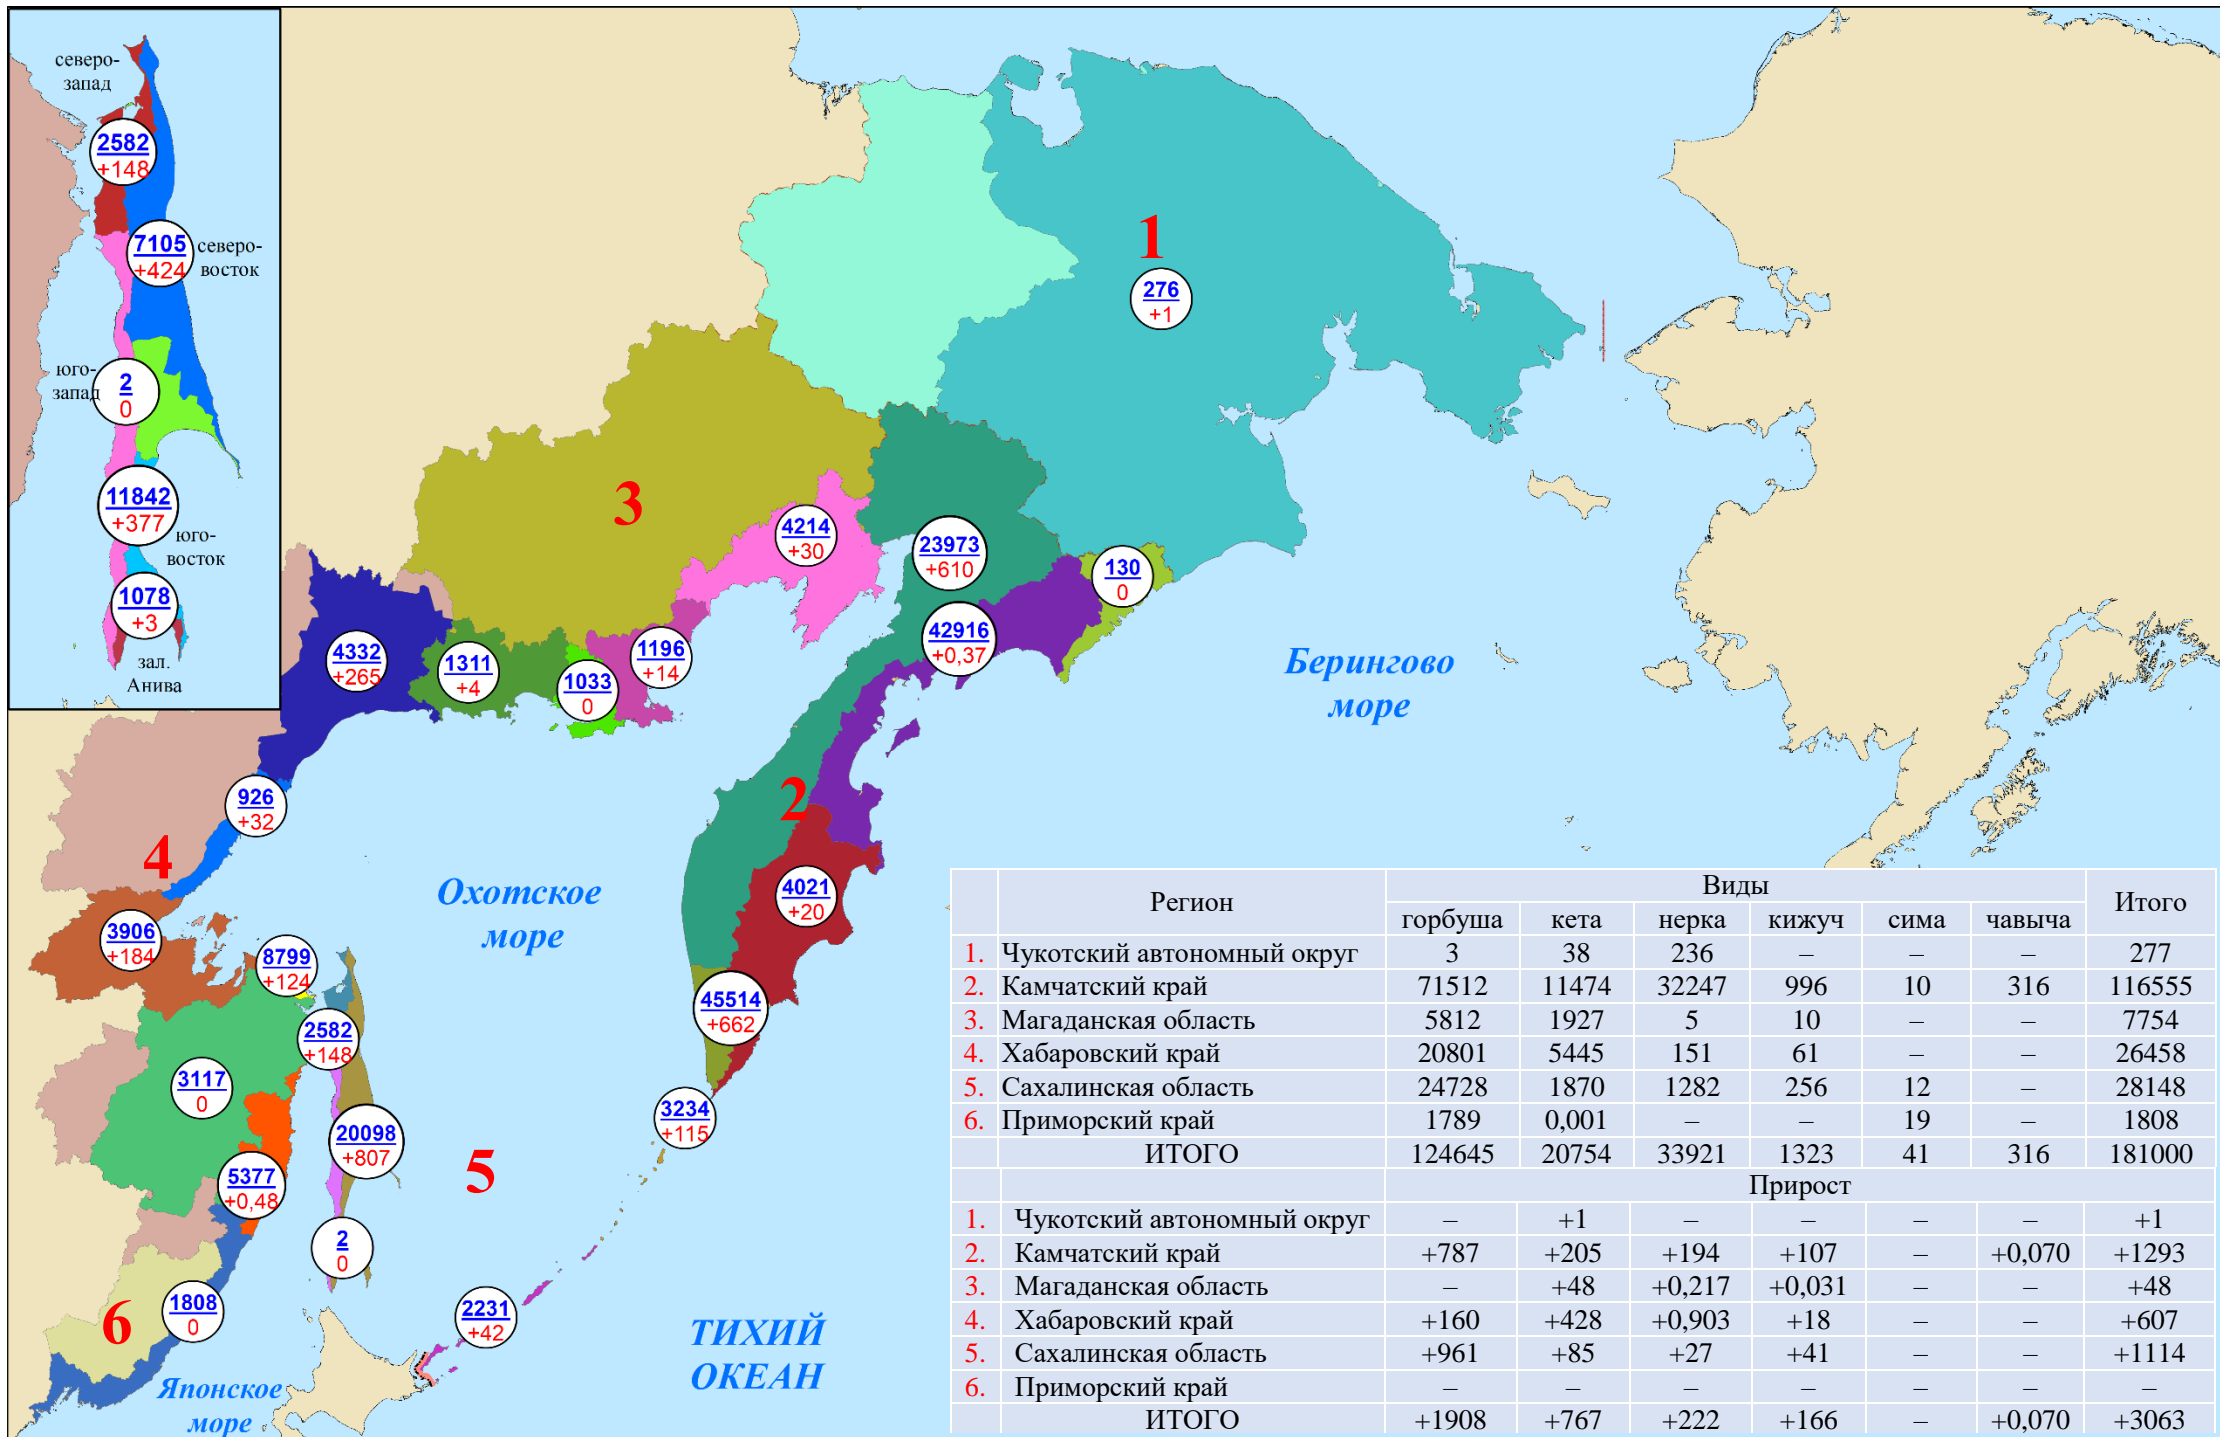 северо-
запад
2582
+148
7105
+424
северо-
восток
юго-
запад
2
0
11842
+377
юго-
восток
1078
+3
зал.
Анива
1
276
+1
3
4214
+30
23973
+610
130
0
42916
+0,37
4332
+265
1311
+4
1033
0
1196
+14
Берингово
море
926
+32
4
2
Охотское
море
4021
+20
3906
+184
8799
+124
2582
+148
45514
+662
3117
0
3234
+115
20098
+807
5
5377
+0,48
2
0
6
1808
0
2231
+42
ТИХИЙ
ОКЕАН
Японское
море
Регион Виды Итого
горбуша кета нерка кижуч сима чавыча
1. Чукотский автономный округ 3 38 236 – – – 277
2. Камчатский край 71512 11474 32247 996 10 316 116555
3. Магаданская область 5812 1927 5 10 – – 7754
4. Хабаровский край 20801 5445 151 61 – – 26458
5. Сахалинская область 24728 1870 1282 256 12 – 28148
6. Приморский край 1789 0,001 – – 19 1808
ИТОГО 124645 20754 33921 1323 41 316 181000
Прирост
1. Чукотский автономный округ – +1 – – – – +1
2. Камчатский край +787 +205 +194 +107 – +0,070 +1293
3. Магаданская область – +48 +0,217 +0,031 – – +48
4. Хабаровский край +160 +428 +0,903 +18 – – +607
5. Сахалинская область +961 +85 +27 +41 – – +1114
6. Приморский край – – – – – – –
ИТОГО +1908 +767 +222 +166 – +0,070 +3063